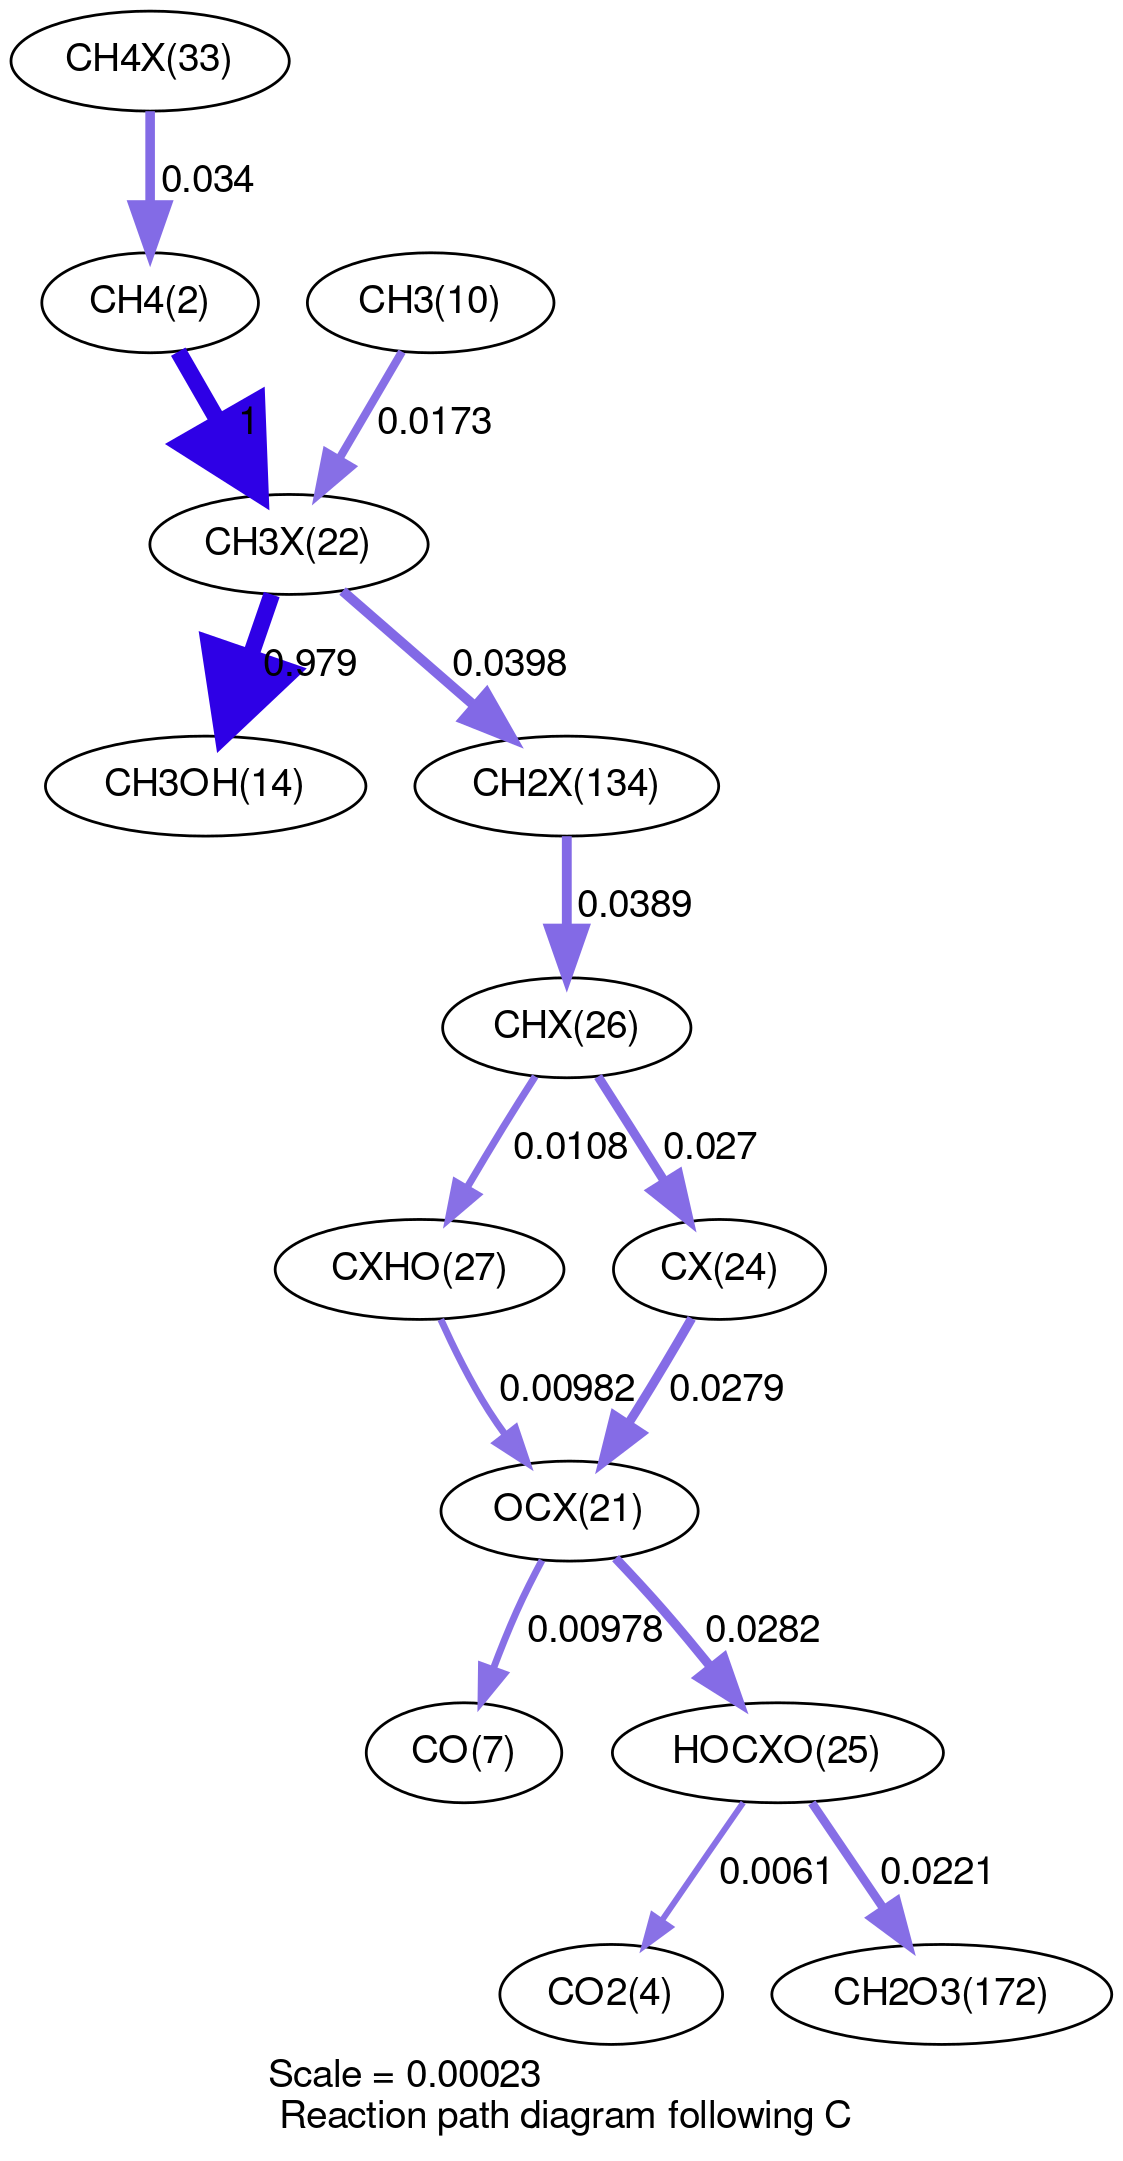 CH4X(33)
0.034
CH4(2)
CH3(10)
1
0.0173
CH3X(22)
0.979
0.0398
CH3OH(14)
CH2X(134)
0.0389
CHX(26)
0.0108
0.027
CXHO(27)
CX(24)
0.00982
0.0279
OCX(21)
0.00978
0.0282
CO(7)
HOCXO(25)
0.0061
0.0221
CO2(4)
CH2O3(172)
Scale = 0.00023
Reaction path diagram following C